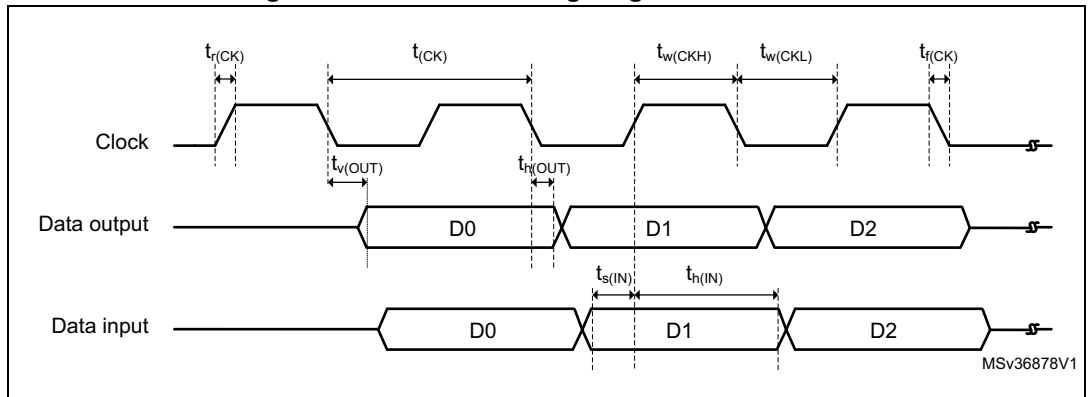 tr(CK) t(CK) tw(CKH) tw(CKL) tf(CK)
Clock
tv(OUT) th(OUT)
Data output D0 D1 D2
ts(IN) th(IN)
Data input D0 D1 D2
MSv36878V1